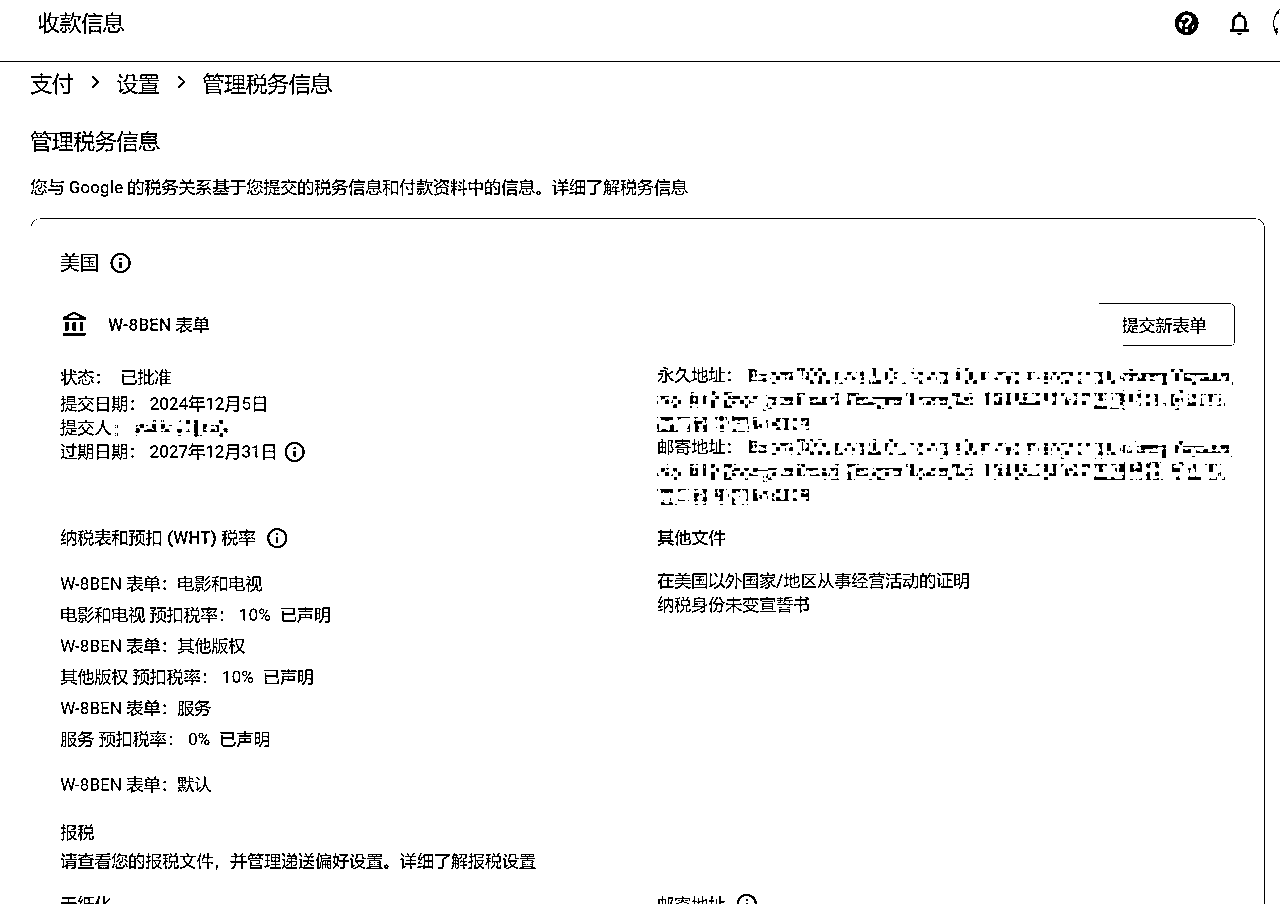 收款信息
支付 > 设置 > 管理税务信息
管理税务信息
您与 Google 的税务关系基于您提交的税务信息和付款资料中的信息。详细了解税务信息
美国
W-8BEN 表单
提交新表单
状态： 已批准
提交日期： 2024年12月5日
提交人：
过期日期： 2027年12月31日
永久地址：
邮寄地址：
纳税表和预扣 (WHT) 税率
W-8BEN 表单：电影和电视
电影和电视 预扣税率： 10% 已声明
W-8BEN 表单：其他版权
其他版权 预扣税率： 10% 已声明
W-8BEN 表单：服务
服务 预扣税率： 0% 已声明
W-8BEN 表单：默认
其他文件
在美国以外国家/地区从事经营活动的证明
纳税身份未变宣誓书
报税
请查看您的报税文件，并管理递送偏好设置。详细了解报税设置
无纸化
邮寄地址